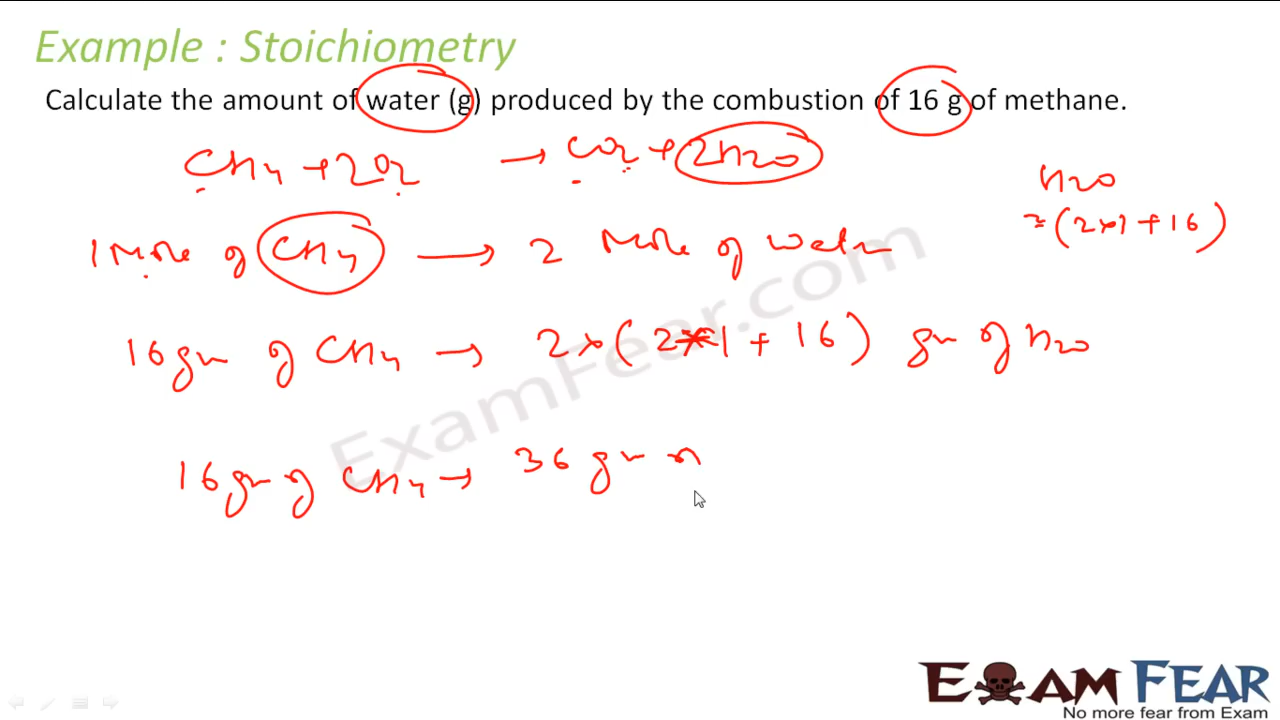 Example : Stoichiometry
Calculate the amount of water (g) produced by the combustion of 16 g of methane.
CH4 + 2O2 → CO2 + 2H2O
H2O
= (2×1 + 16)
1 Mole of CH4 → 2 Mole of Water
16 gm of CH4 → 2×(2×1 + 16) gm of H2O
16 gm of CH4 → 36 gm o
ExamFear.com
EXAM FEAR
No more fear from Exam